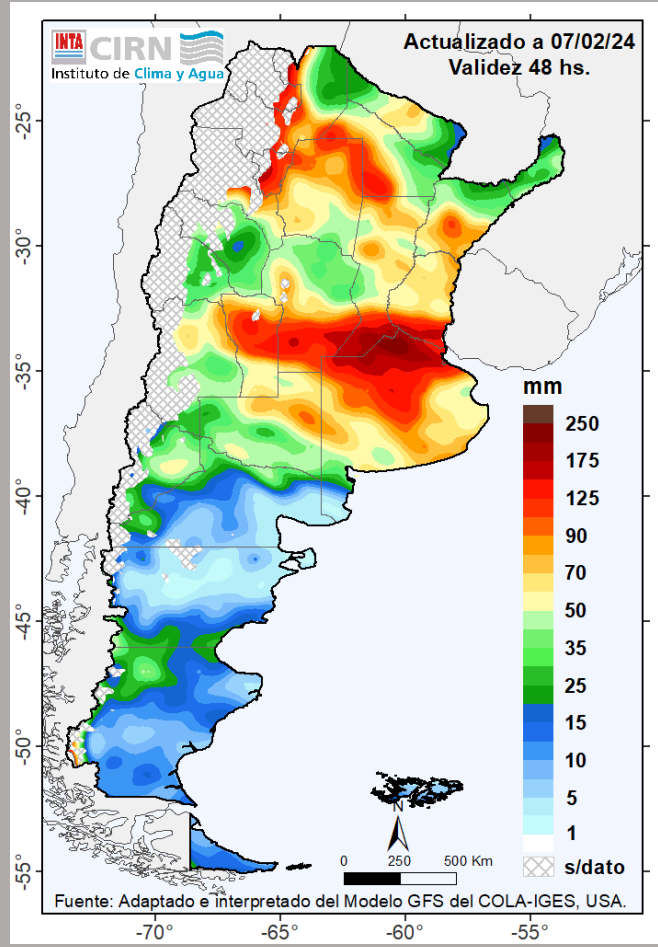 INTA CIRN
Instituto de Clima y Agua
Actualizado a 07/02/24
Validez 48 hs.
-25°
-30°
-35°
-40°
-45°
-50°
-55°
mm
250
175
125
90
70
50
35
25
15
10
5
1
s/dato
N
0 250 500 Km
Fuente: Adaptado e interpretado del Modelo GFS del COLA-IGES, USA.
-70° -65° -60° -55°